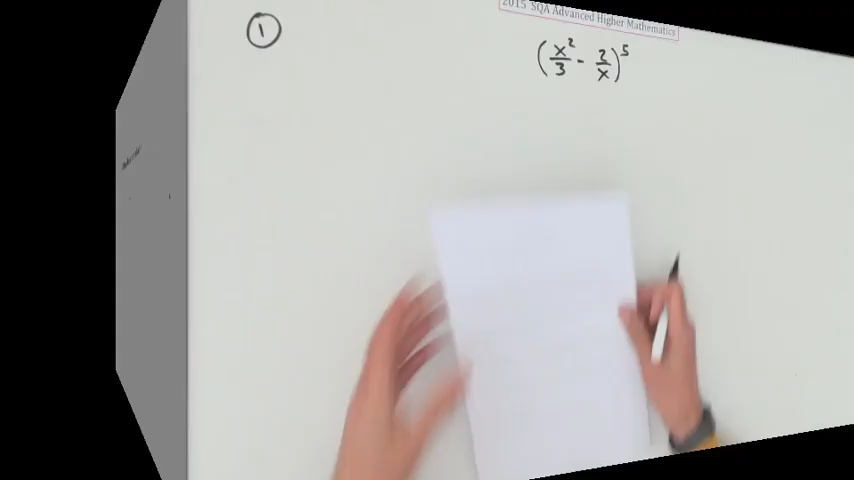 2015 SQA Advanced Higher Mathematics
①
(x²/3 - 2/x)⁵